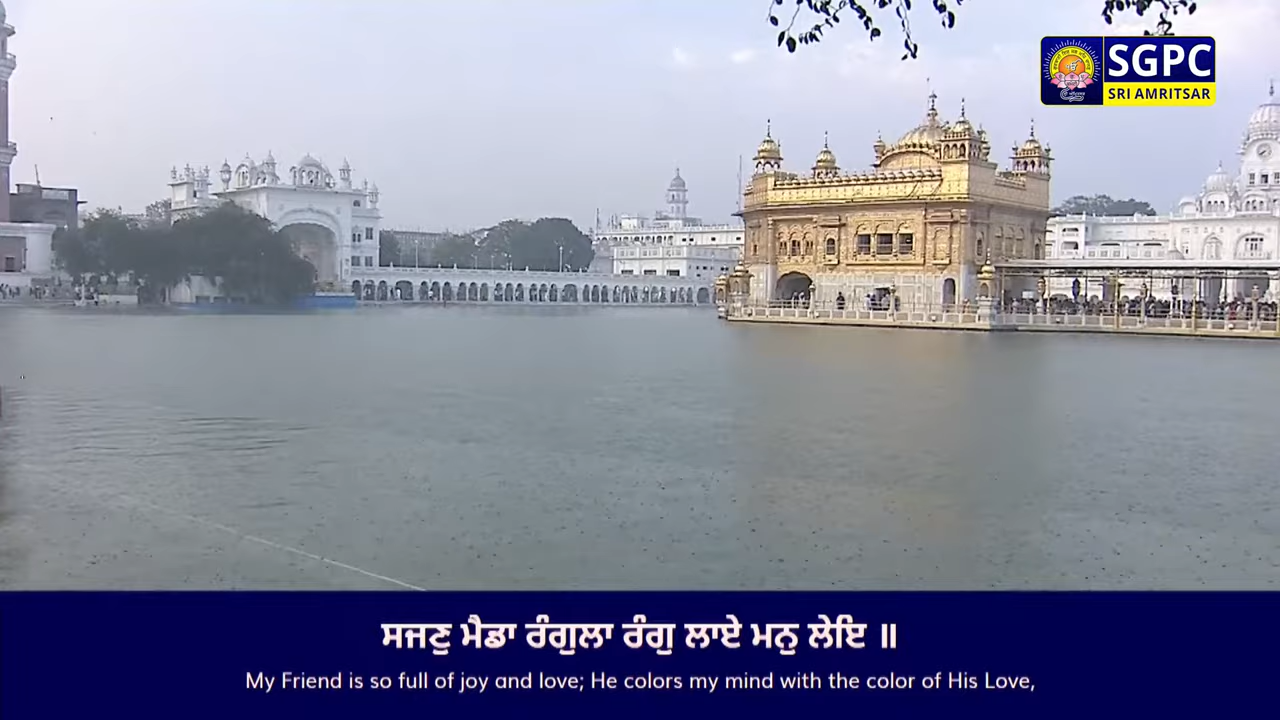 SGPC
SRI AMRITSAR
ਸਜਣੁ ਮੈਡਾ ਰੰਗੁਲਾ ਰੰਗੁ ਲਾਏ ਮਨੁ ਲੇਇ ॥
My Friend is so full of joy and love; He colors my mind with the color of His Love,